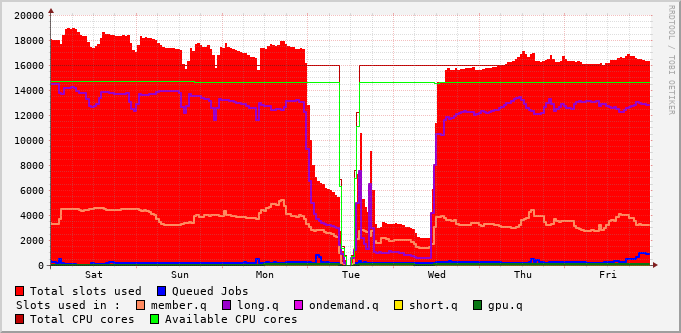 20000
18000
16000
14000
12000
10000
8000
6000
4000
2000
0
Sat Sun Mon Tue Wed Thu Fri
RRDTOOL / TOBI OETIKER
Total slots used Queued Jobs
Slots used in : member.q long.q ondemand.q short.q gpu.q
Total CPU cores Available CPU cores